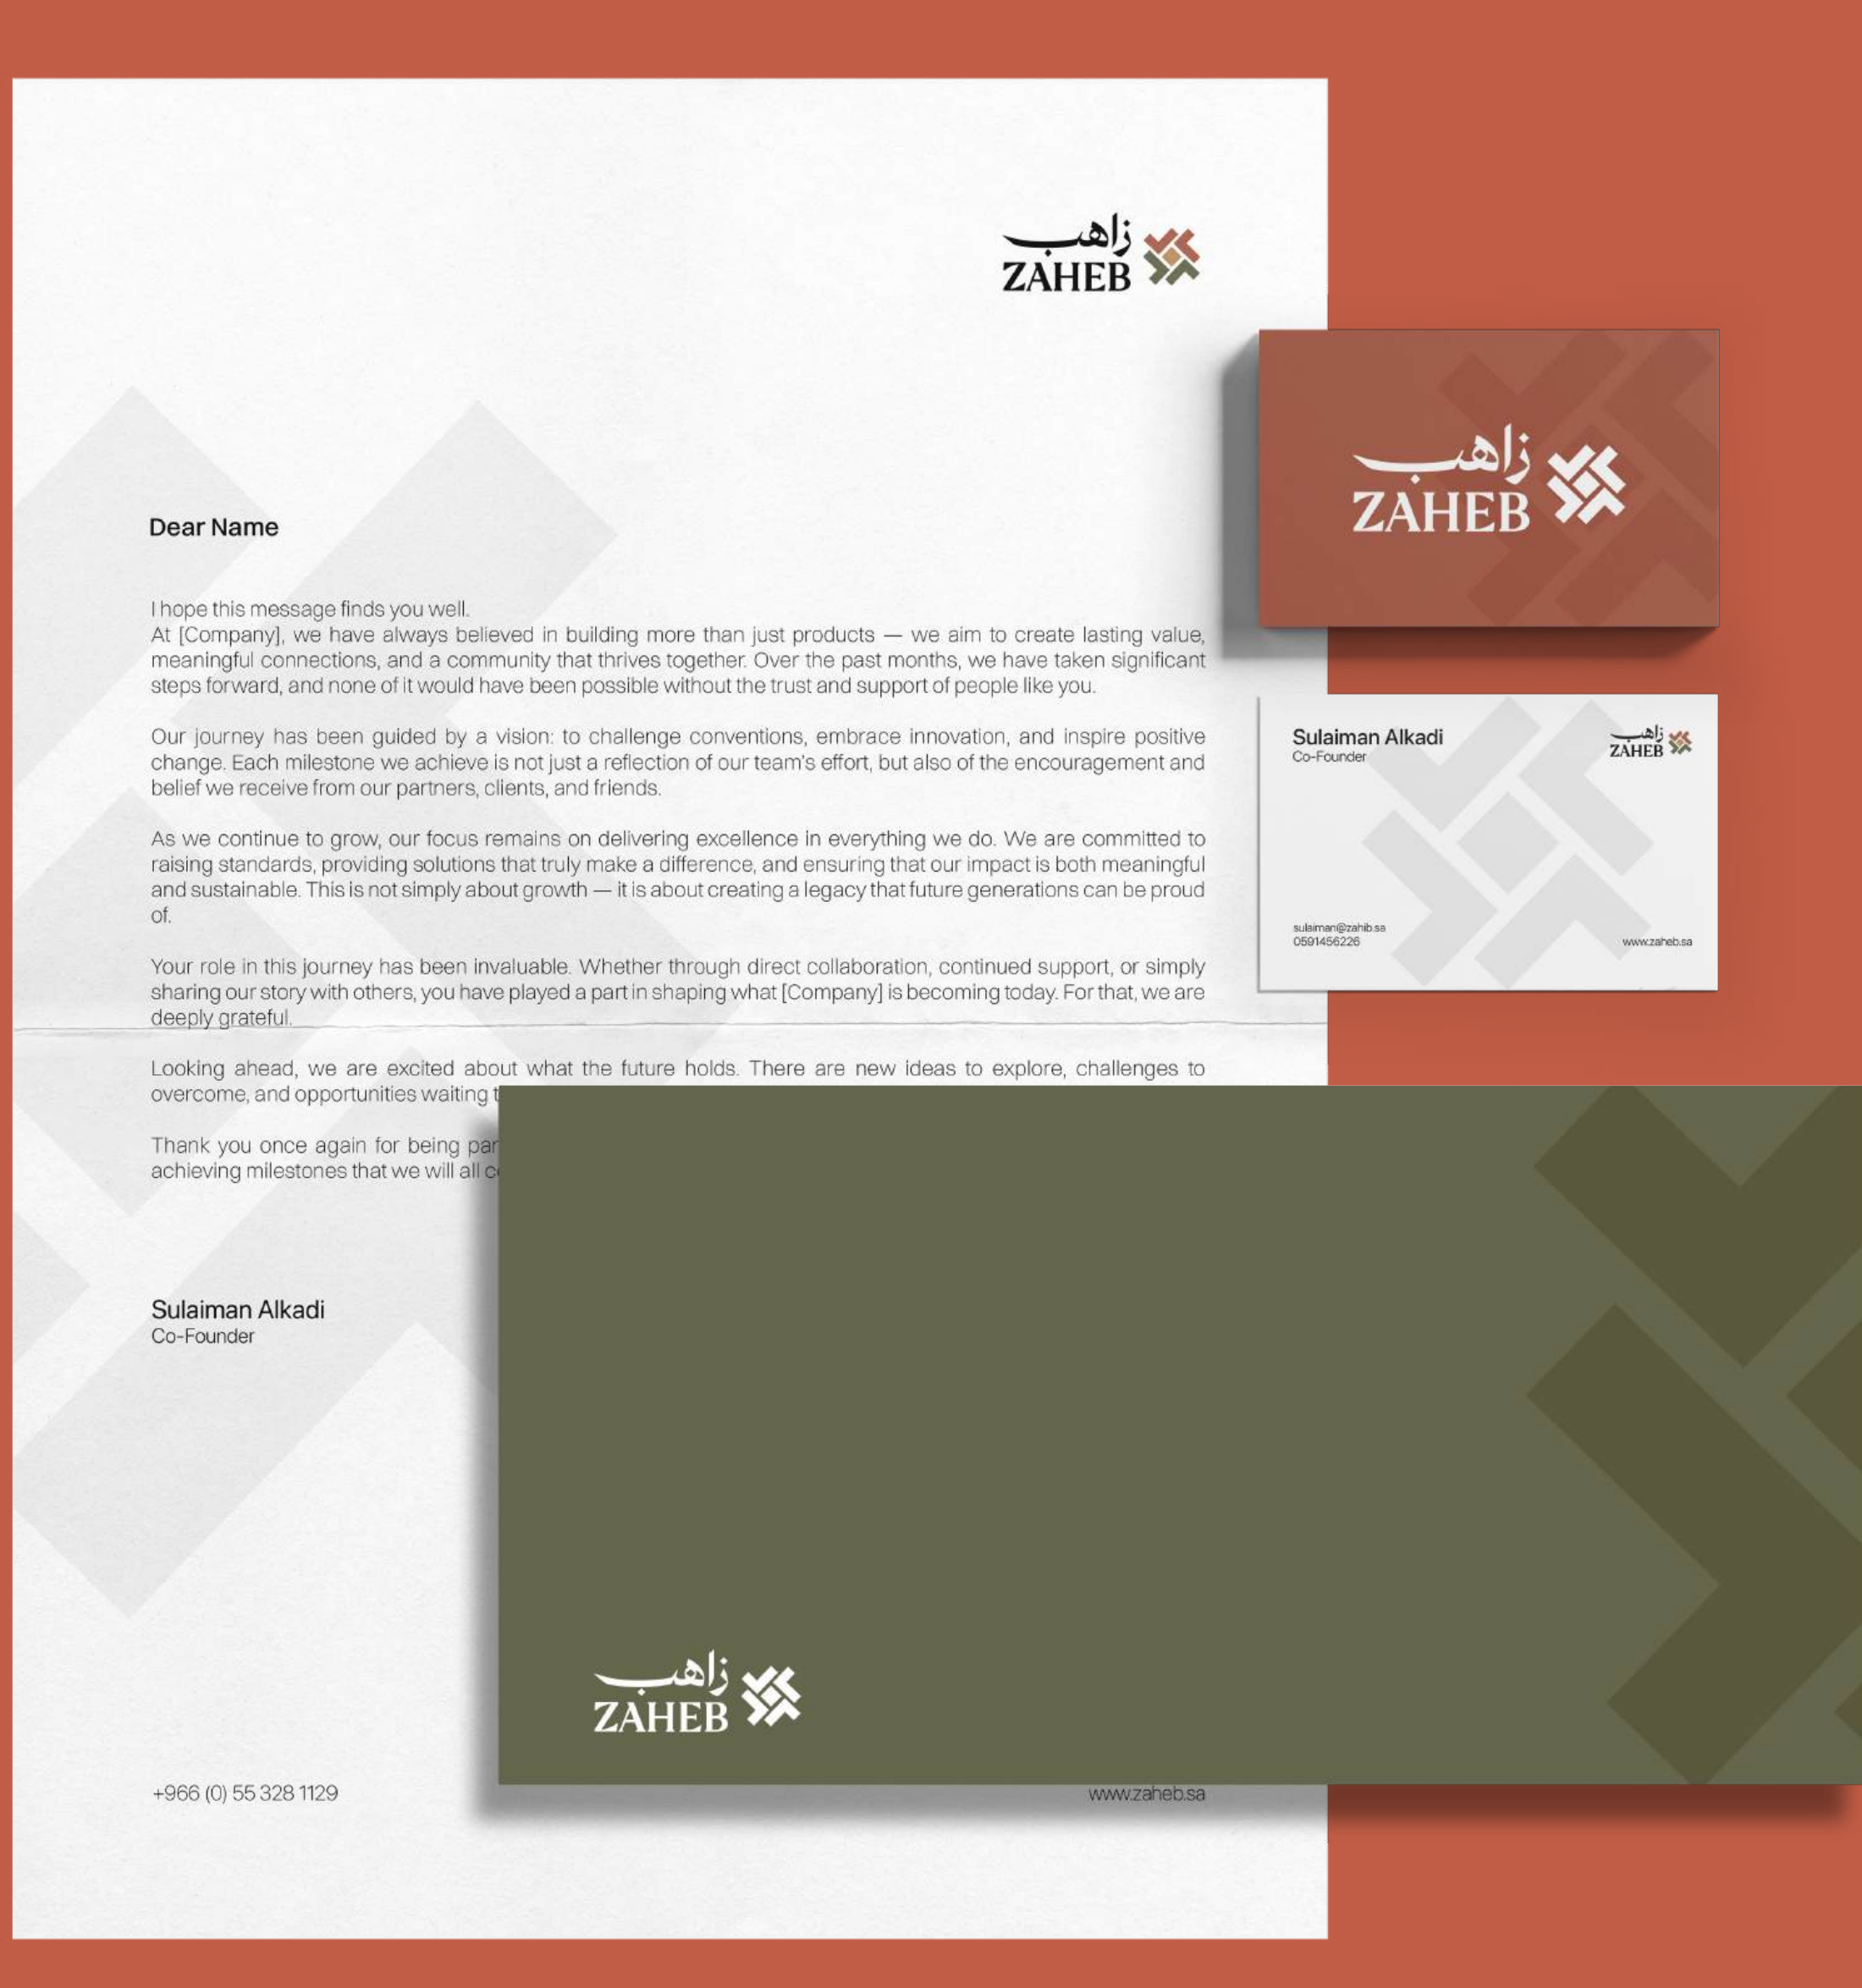 زاهب
ZAHEB
Dear Name
I hope this message finds you well.
At [Company], we have always believed in building more than just products — we aim to create lasting value,
meaningful connections, and a community that thrives together. Over the past months, we have taken significant
steps forward, and none of it would have been possible without the trust and support of people like you.
Our journey has been guided by a vision: to challenge conventions, embrace innovation, and inspire positive
change. Each milestone we achieve is not just a reflection of our team's effort, but also of the encouragement and
belief we receive from our partners, clients, and friends.
As we continue to grow, our focus remains on delivering excellence in everything we do. We are committed to
raising standards, providing solutions that truly make a difference, and ensuring that our impact is both meaningful
and sustainable. This is not simply about growth — it is about creating a legacy that future generations can be proud
of.
Your role in this journey has been invaluable. Whether through direct collaboration, continued support, or simply
sharing our story with others, you have played a part in shaping what [Company] is becoming today. For that, we are
deeply grateful.
Looking ahead, we are excited about what the future holds. There are new ideas to explore, challenges to
overcome, and opportunities waiting
Thank you once again for being
achieving milestones that we will all
Sulaiman Alkadi
Co-Founder
+966 (0) 55 328 1129
www.zaheb.sa
زاهب
ZAHEB
Sulaiman Alkadi
Co-Founder
زاهب
ZAHEB
sulaiman@zahib.sa
0591456226
www.zaheb.sa
زاهب
ZAHEB